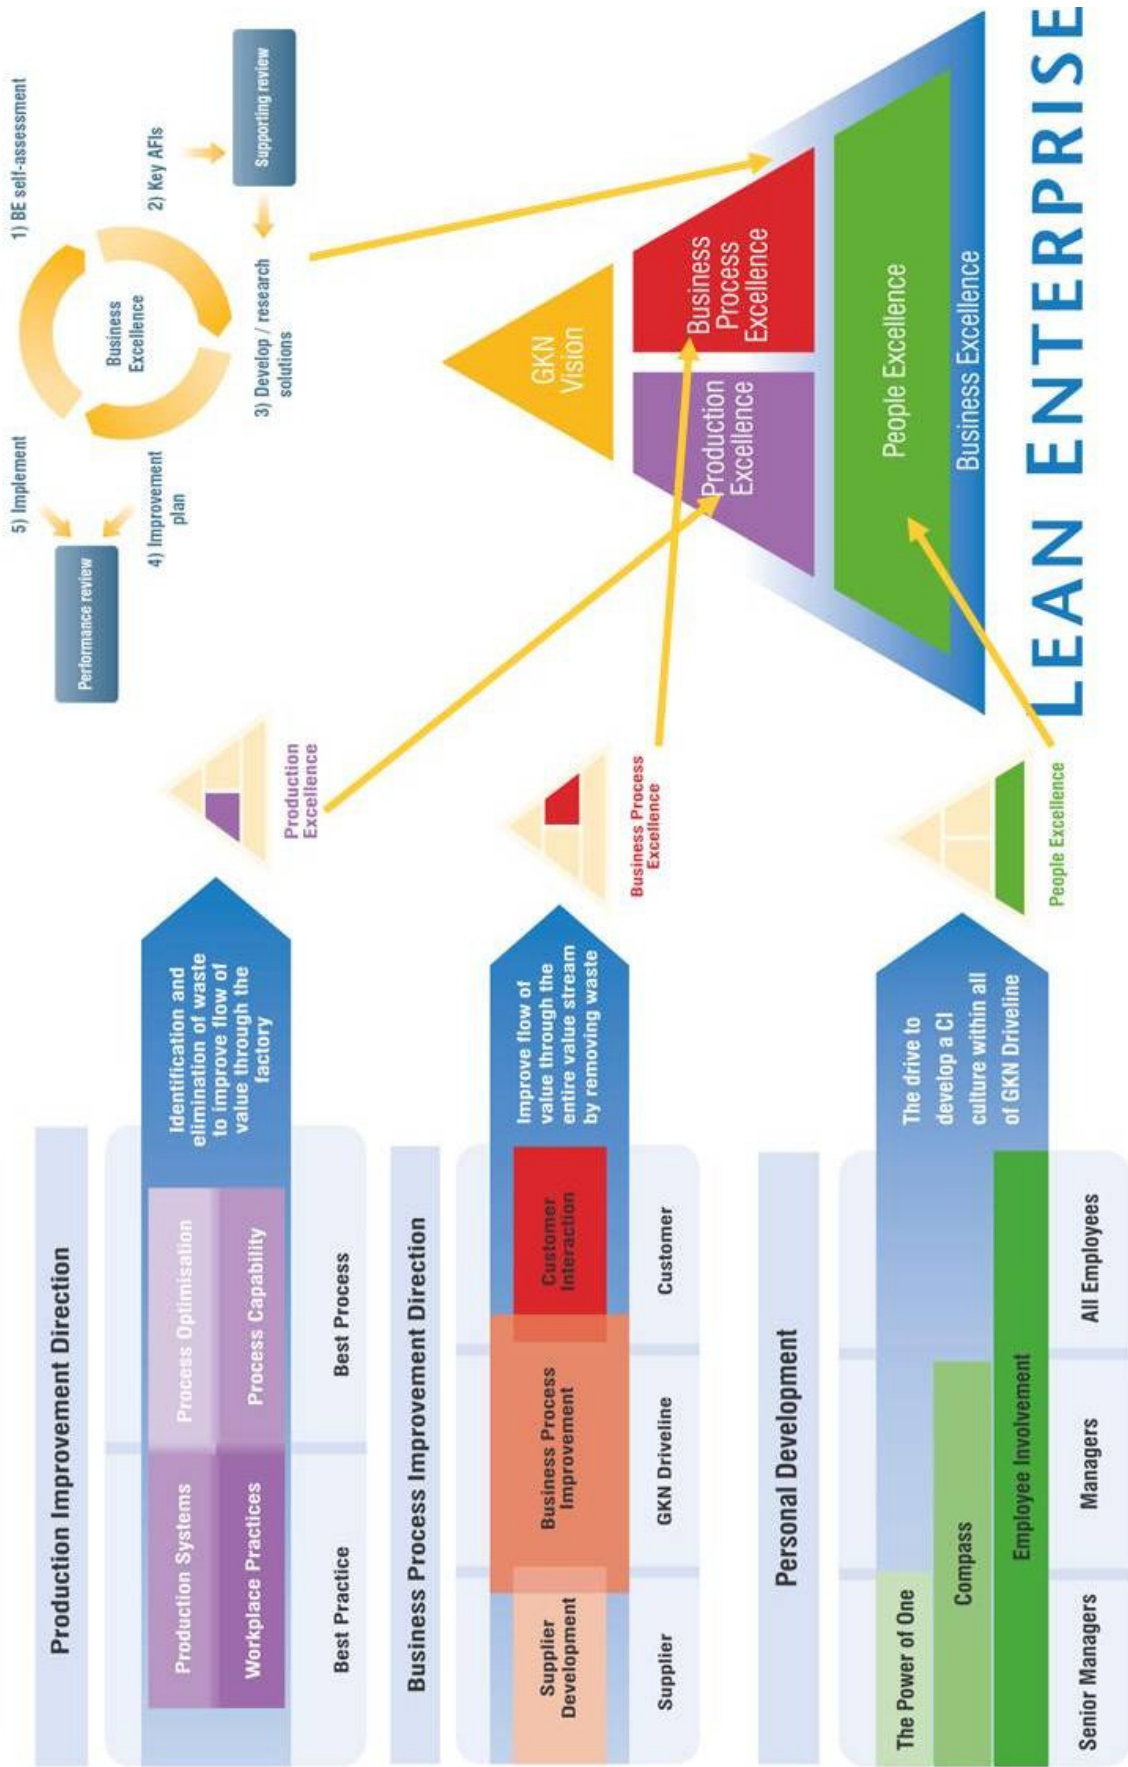 Production Improvement Direction
Production Systems
Process Optimisation
Workplace Practices
Process Capability
Best Practice
Best Process
Identification and
elimination of waste
to improve flow of
value through the
factory
Production
Excellence
Business Process Improvement Direction
Supplier
Development
Business Process
Improvement
Customer
Interaction
Supplier
GKN Driveline
Customer
Improve flow of
value through the
entire value stream
by removing waste
Business Process
Excellence
Personal Development
The Power of One
Compass
Employee Involvement
Senior Managers
Managers
All Employees
The drive to
develop a CI
culture within all
of GKN Driveline
People Excellence
Business
Excellence
1) BE self-assessment
2) Key AFIs
Supporting review
3) Develop / research
solutions
4) Improvement
plan
5) Implement
Performance review
GKN
Vision
Production
Excellence
Business
Process
Excellence
People Excellence
Business Excellence
LEAN ENTERPRISE